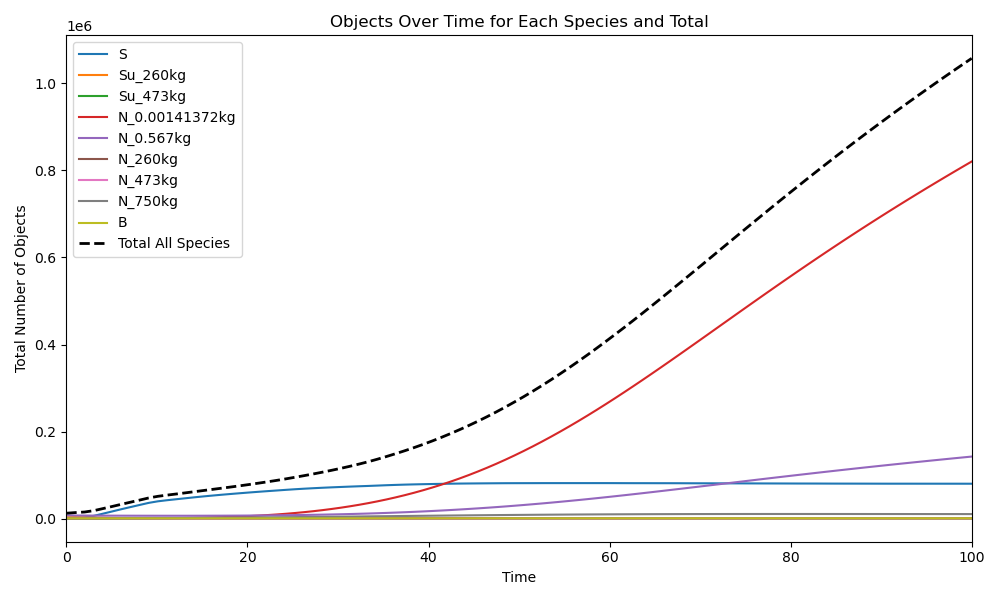 Objects Over Time for Each Species and Total
1e6
S
Su_260kg
Su_473kg
N_0.00141372kg
N_0.567kg
N_260kg
N_473kg
N_750kg
B
Total All Species
Total Number of Objects
1.0
0.8
0.6
0.4
0.2
0.0
0 20 40 60 80 100
Time